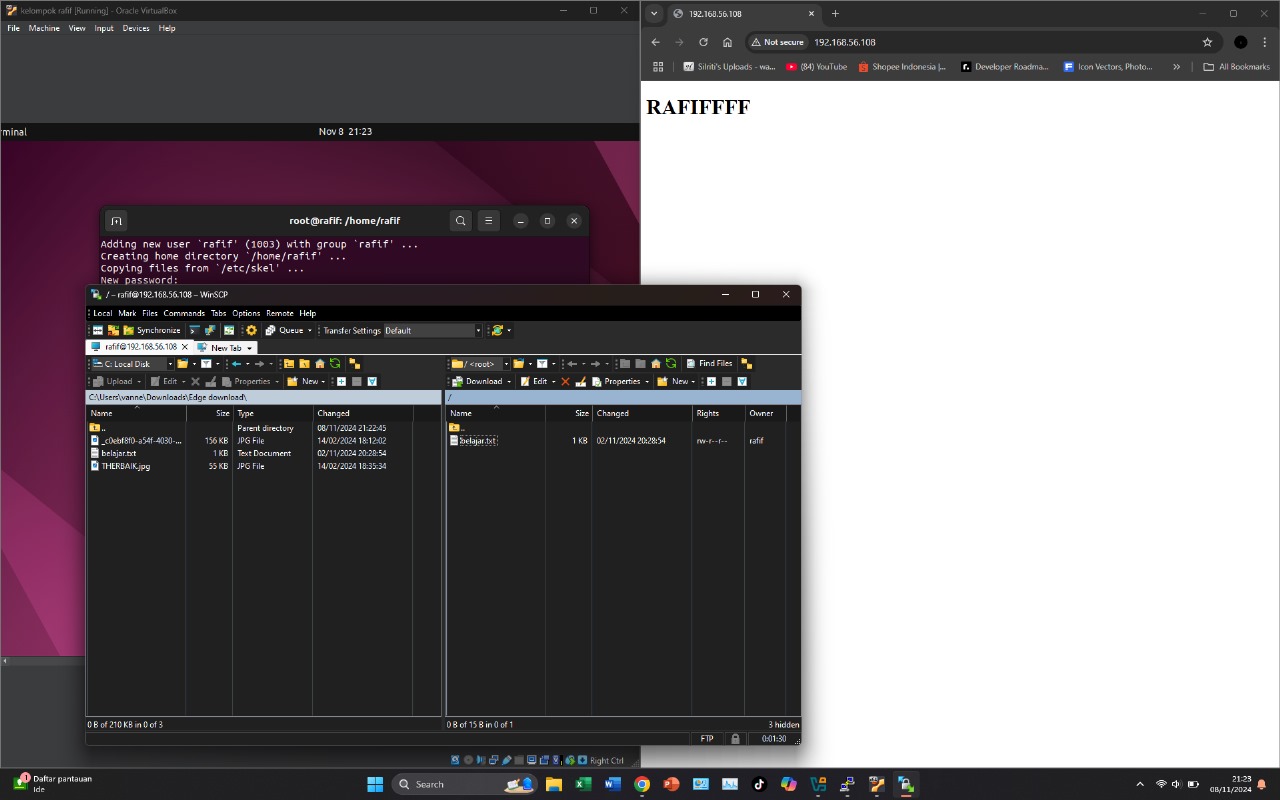 kelompok rafif [Running] - Oracle VirtualBox
File Machine View Input Devices Help
rminal
Nov 8 21:23
root@rafif: /home/rafif
Adding new user `rafif' (1003) with group `rafif' ...
Creating home directory `/home/rafif' ...
Copying files from `/etc/skel' ...
New password:
192.168.56.108
Not secure 192.168.56.108
Silriti's Uploads - wa... (84) YouTube Shopee Indonesia |... Developer Roadma... Icon Vectors, Photo... » All Bookmarks
RAFIFFFF
/ – rafif@192.168.56.108 – WinSCP
Local Mark Files Commands Tabs Options Remote Help
Synchronize Queue Transfer Settings Default
rafif@192.168.56.108 New Tab
C: Local Disk
/ <root> Find Files
Upload Edit Properties New
Download Edit Properties New
C:\Users\vanne\Downloads\Edge download\
/
Name Size Type Changed
.. Parent directory 08/11/2024 21:22:45
_c0ebf8f0-a54f-4030-... 156 KB JPG File 14/02/2024 18:12:02
belajar.txt 1 KB Text Document 02/11/2024 20:28:54
THERBAIK.jpg 55 KB JPG File 14/02/2024 18:35:34
Name Size Changed Rights Owner
..
belajar.txt 1 KB 02/11/2024 20:28:54 rw-r--r-- rafif
0 B of 210 KB in 0 of 3
0 B of 15 B in 0 of 1
3 hidden
FTP 0:01:30
Right Ctrl
1
Daftar pantauan
Ide
Search
21:23
08/11/2024